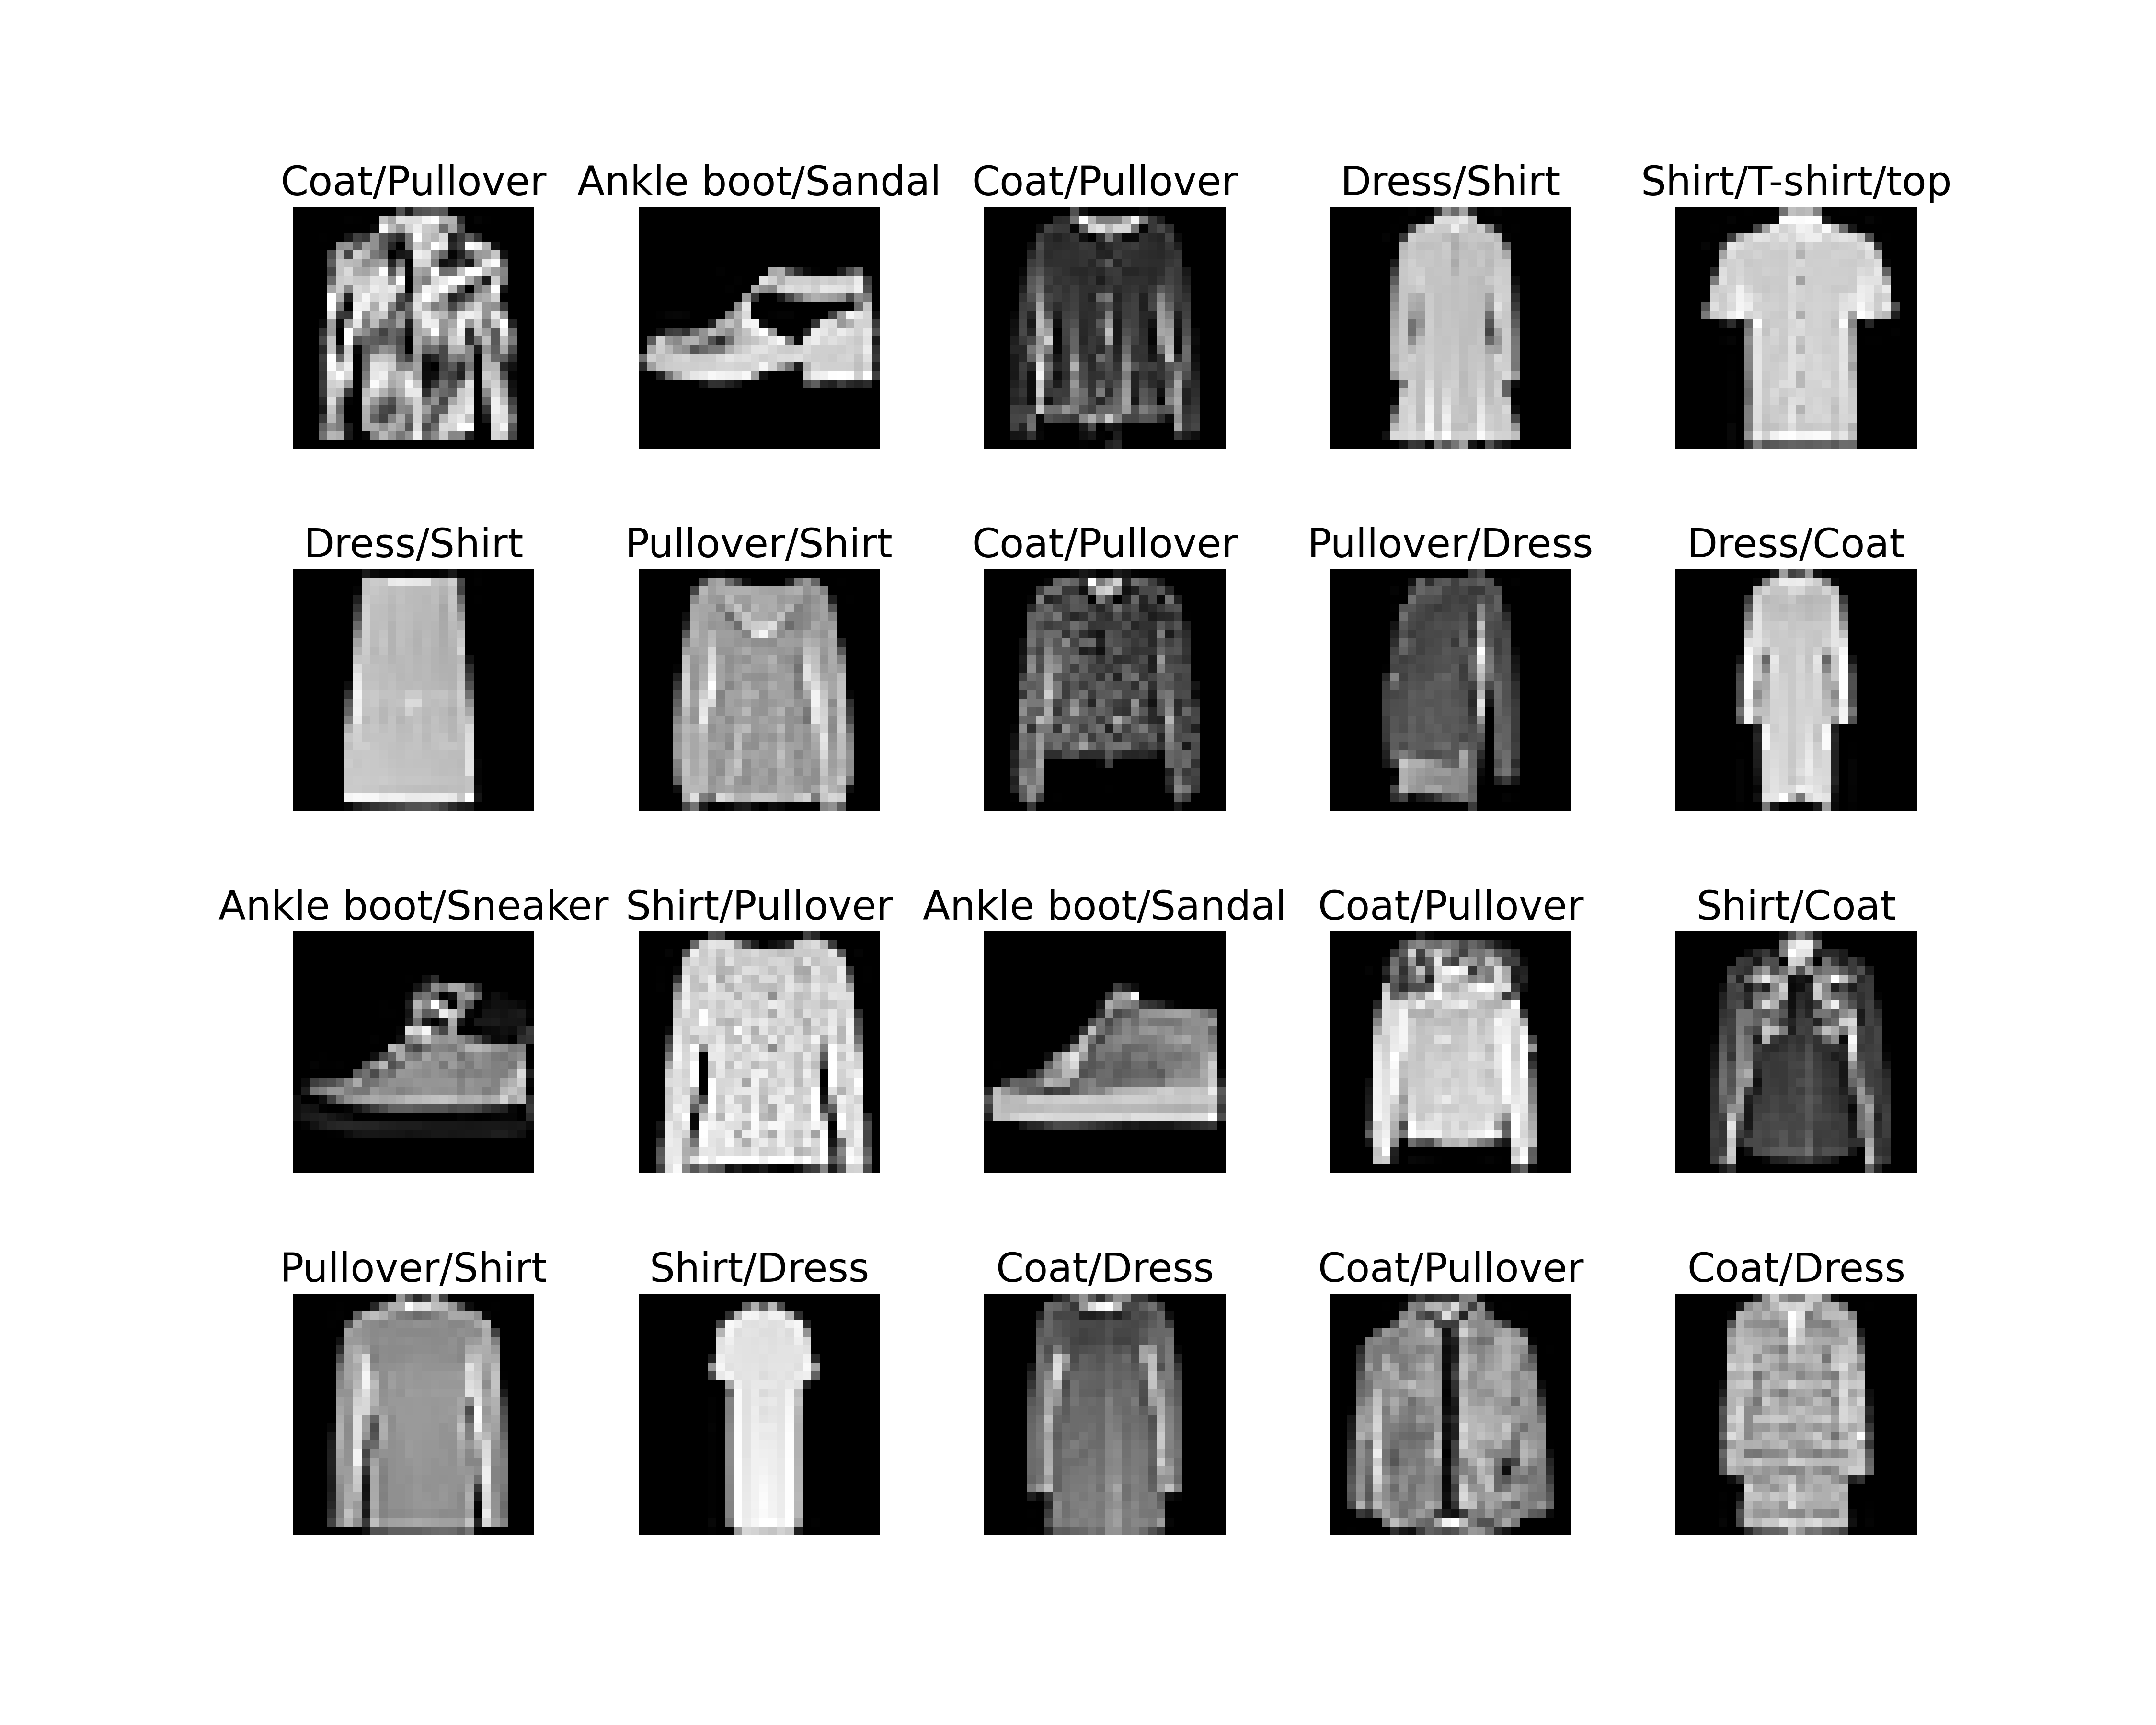 Coat/Pullover
Ankle boot/Sandal
Coat/Pullover
Dress/Shirt
Shirt/T-shirt/top
Dress/Shirt
Pullover/Shirt
Coat/Pullover
Pullover/Dress
Dress/Coat
Ankle boot/Sneaker
Shirt/Pullover
Ankle boot/Sandal
Coat/Pullover
Shirt/Coat
Pullover/Shirt
Shirt/Dress
Coat/Dress
Coat/Pullover
Coat/Dress